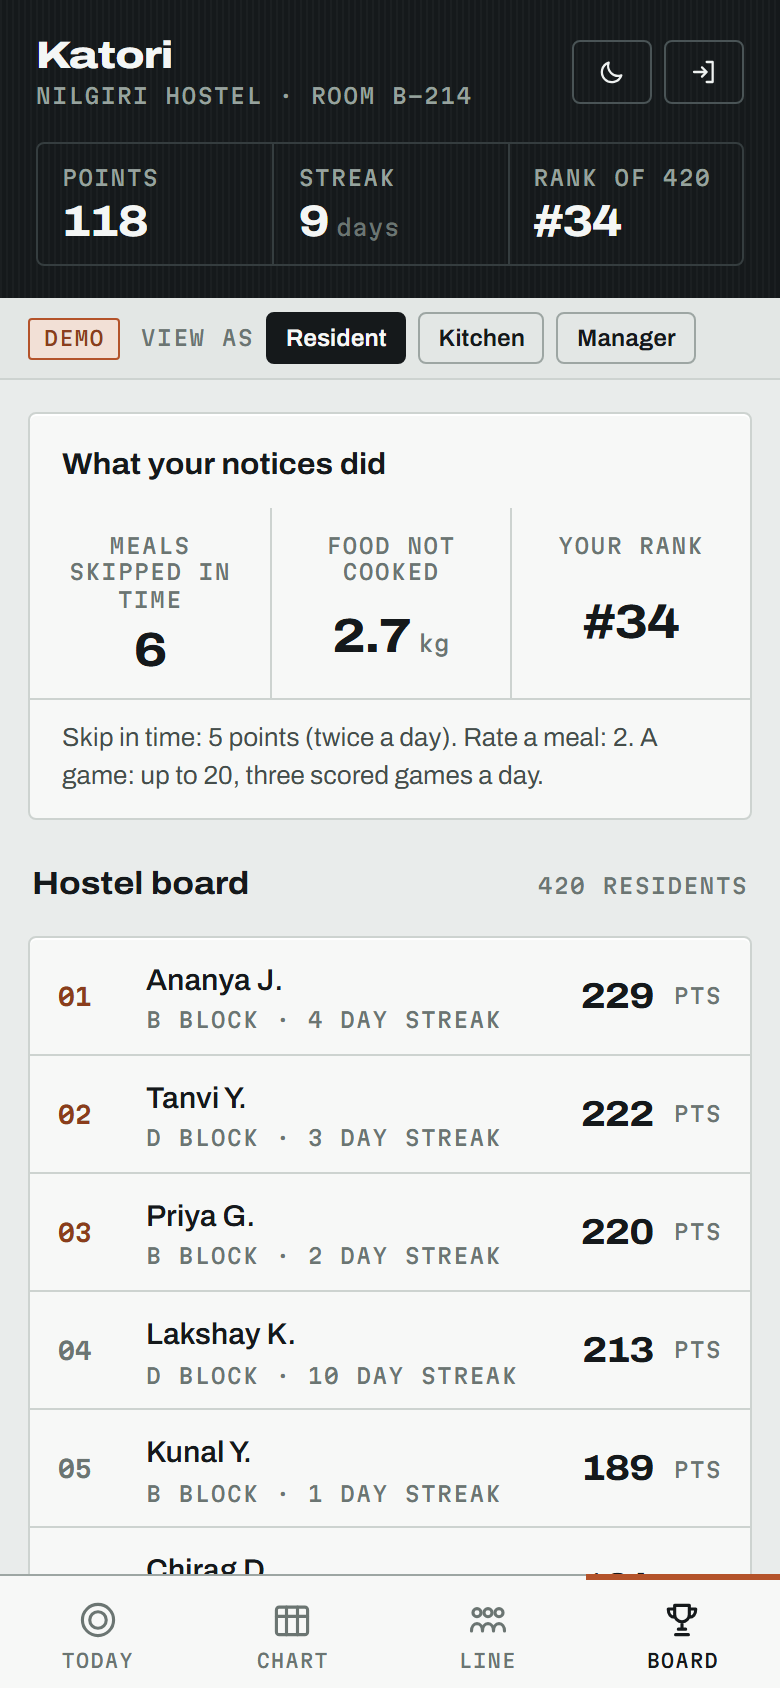 Katori
NILGIRI HOSTEL · ROOM B–214
POINTS STREAK RANK OF 420
118 9 days #34
DEMO VIEW AS Resident Kitchen Manager
What your notices did
MEALS SKIPPED IN TIME
6
FOOD NOT COOKED
2.7 kg
YOUR RANK
#34
Skip in time: 5 points (twice a day). Rate a meal: 2. A
game: up to 20, three scored games a day.
Hostel board 420 RESIDENTS
01 Ananya J. 229 PTS
B BLOCK · 4 DAY STREAK
02 Tanvi Y. 222 PTS
D BLOCK · 3 DAY STREAK
03 Priya G. 220 PTS
B BLOCK · 2 DAY STREAK
04 Lakshay K. 213 PTS
D BLOCK · 10 DAY STREAK
05 Kunal Y. 189 PTS
B BLOCK · 1 DAY STREAK
Chirag D
TODAY CHART LINE BOARD